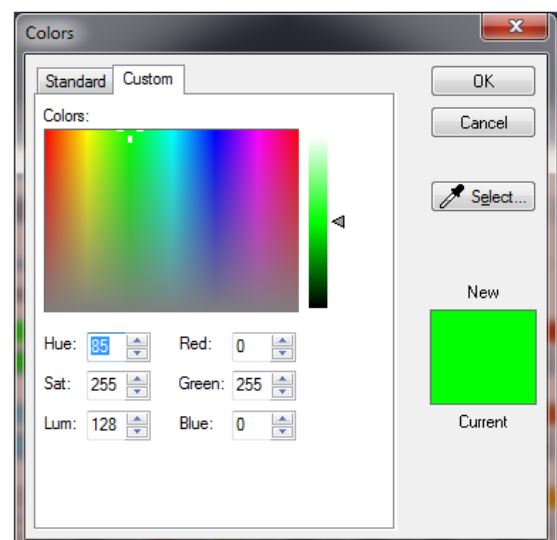 Colors
Standard Custom
OK
Colors:
Cancel
Select...
New
Hue: 85 Red: 0
Sat: 255 Green: 255
Lum: 128 Blue: 0
Current